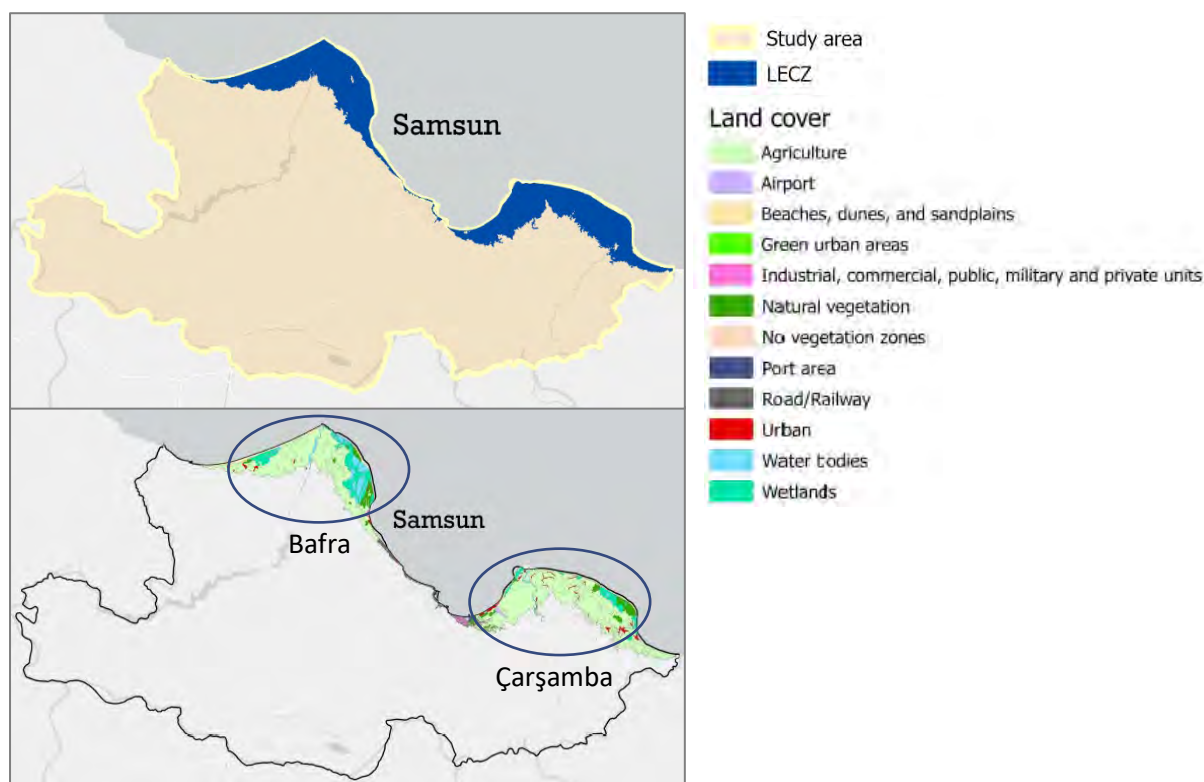 Samsun
Samsun
Bafra
Çarşamba
Study area
LECZ
Land cover
Agriculture
Airport
Beaches, dunes, and sandplains
Green urban areas
Industrial, commercial, public, military and private units
Natural vegetation
No vegetation zones
Port area
Road/Railway
Urban
Water bodies
Wetlands